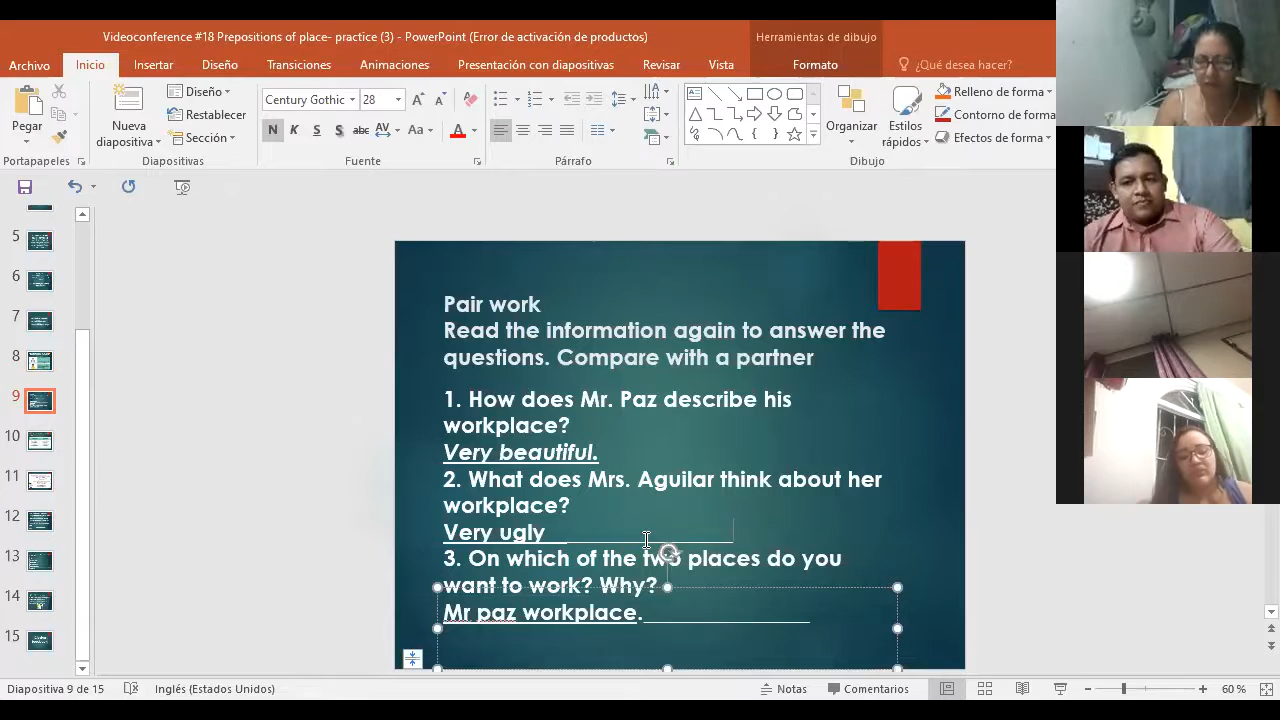 Videoconference #18 Prepositions of place- practice (3) - PowerPoint (Error de activación de productos)
Herramientas de dibujo
Archivo Inicio Insertar Diseño Transiciones Animaciones Presentación con diapositivas Revisar Vista Formato ¿Qué desea hacer?
Pegar
Nueva diapositiva
Diseño
Restablecer
Sección
Century Gothic 28
N K S S abc AV Aa A
Organizar
Estilos rápidos
Relleno de forma
Contorno de forma
Efectos de forma
Portapapeles Diapositivas Fuente Párrafo Dibujo
5
6
7
8
9
10
11
12
13
14
15
Pair work
Read the information again to answer the
questions. Compare with a partner
1. How does Mr. Paz describe his
workplace?
Very beautiful.
2. What does Mrs. Aguilar think about her
workplace?
Very ugly
3. On which of the two places do you
want to work? Why?
Mr paz workplace.
Diapositiva 9 de 15 Inglés (Estados Unidos) Notas Comentarios 60 %